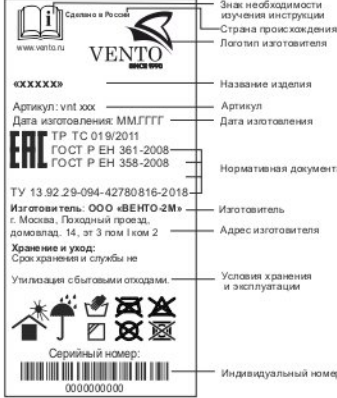 Знак необходимости
изучения инструкции
Сделано в России
Страна происхождения
www.vento.ru
VENTO
SINCE 1990
Логотип изготовителя
«ххххх»
Название изделия
Артикул: vnt xxx
Артикул
Дата изготовления: ММ.ГГГГ
Дата изготовления
EAC
ТР ТС 019/2011
ГОСТ Р ЕН 361-2008
ГОСТ Р ЕН 358-2008
Нормативная документ
ТУ 13.92.29-094-42780816-2018
Изготовитель: ООО «ВЕНТО-2М»
Изготовитель
г. Москва, Походный проезд,
домовлад. 14, эт 3 пом I ком 2
Адрес изготовителя
Хранение и уход:
Срок хранения и службы не
Утилизация с бытовыми отходами.
Условия хранения
и эксплуатации
Серийный номер:
0000000000
Индивидуальный номер